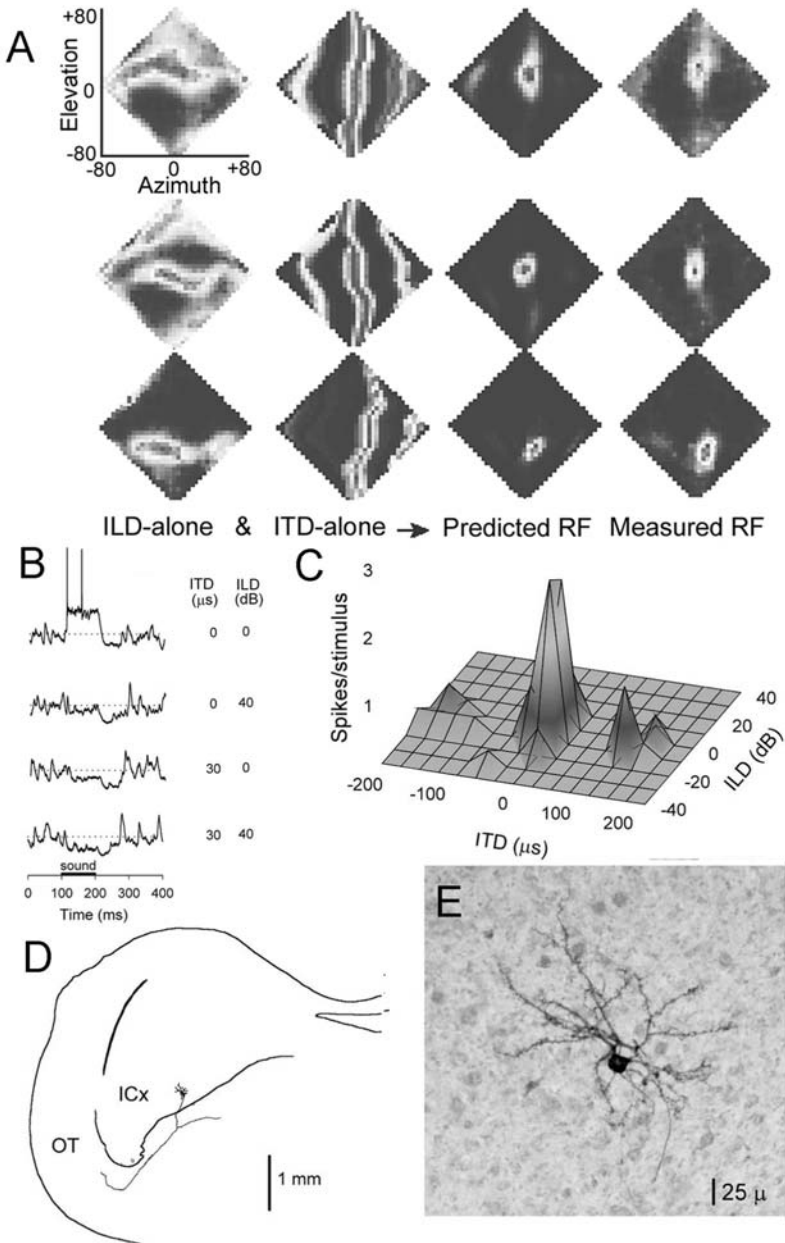 A
Elevation
+80
0
-80
-80 0 +80
Azimuth
ILD-alone & ITD-alone → Predicted RF Measured RF
B
ITD (μs)
ILD (dB)
0 0
0 40
30 0
30 40
sound
0 100 200 300 400
Time (ms)
C
Spikes/stimulus
3
2
1
-200 -100 0 100 200
ITD (μs)
40
20
0
-20
-40
ILD (dB)
D
ICx
OT
1 mm
E
25 μ